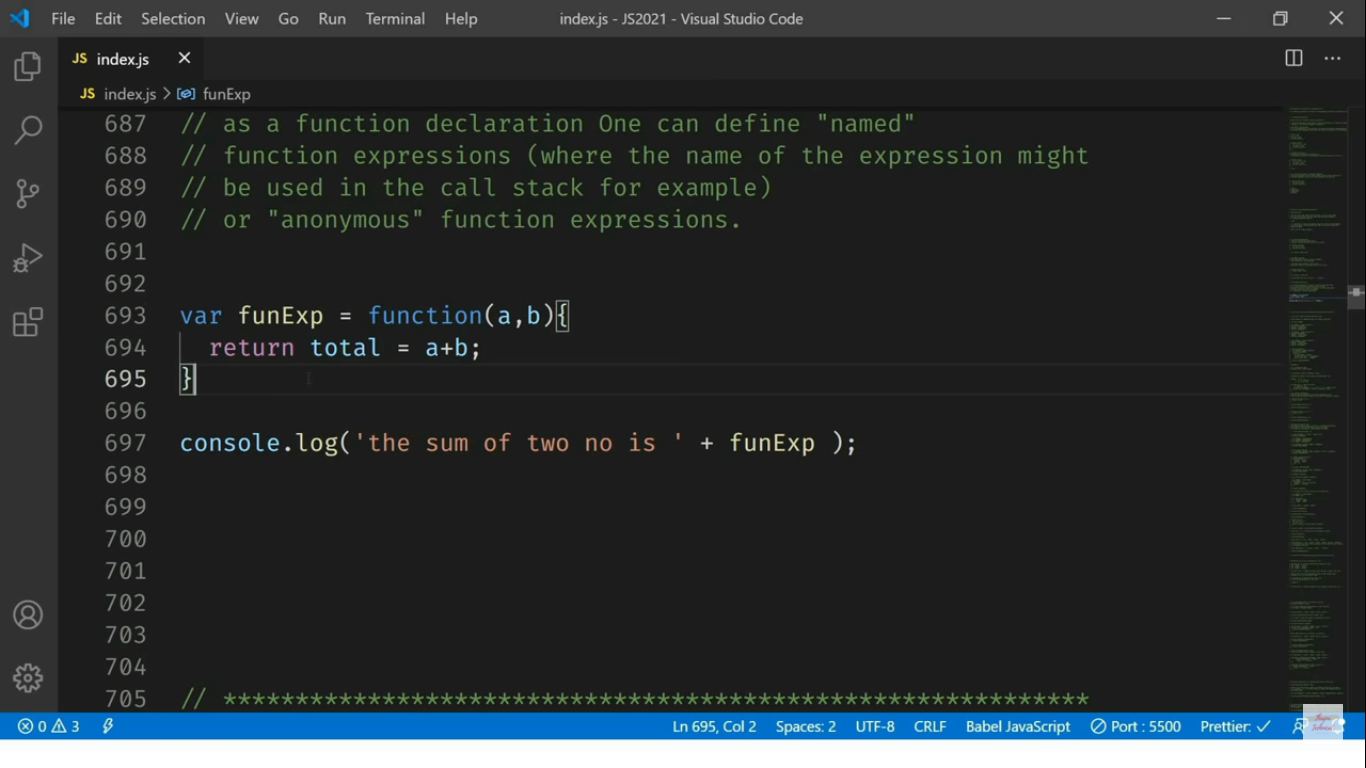 File Edit Selection View Go Run Terminal Help index.js - JS2021 - Visual Studio Code
JS index.js
JS index.js > funExp
687 // as a function declaration One can define "named"
688 // function expressions (where the name of the expression might
689 // be used in the call stack for example)
690 // or "anonymous" function expressions.
691
692
693 var funExp = function(a,b){
694 return total = a+b;
695 }
696
697 console.log('the sum of two no is ' + funExp );
698
699
700
701
702
703
704
705 // ************************************************************
0 3 Ln 695, Col 2 Spaces: 2 UTF-8 CRLF Babel JavaScript Port : 5500 Prettier: ✓